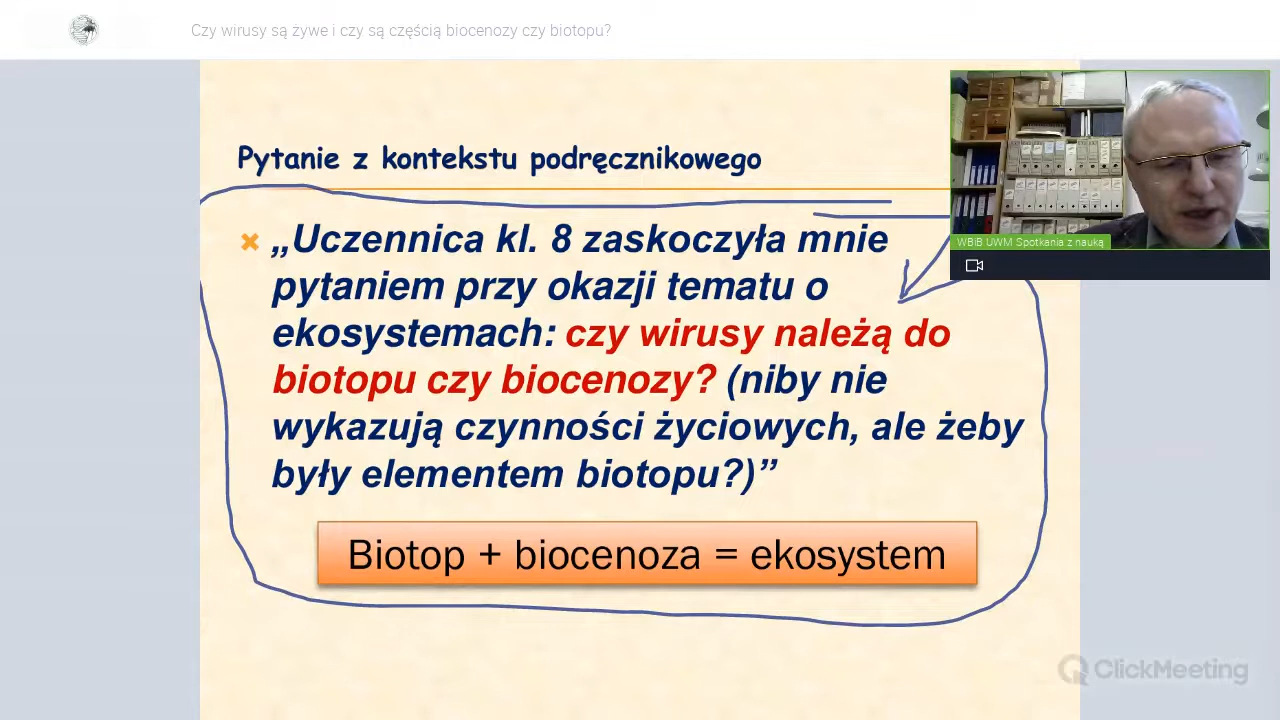 Czy wirusy są żywe i czy są częścią biocenozy czy biotopu?
Pytanie z kontekstu podręcznikowego
WBiB UWM Spotkania z nauką
„Uczennica kl. 8 zaskoczyła mnie
pytaniem przy okazji tematu o
ekosystemach: czy wirusy należą do
biotopu czy biocenozy? (niby nie
wykazują czynności życiowych, ale żeby
były elementem biotopu?)”
Biotop + biocenoza = ekosystem
ClickMeeting